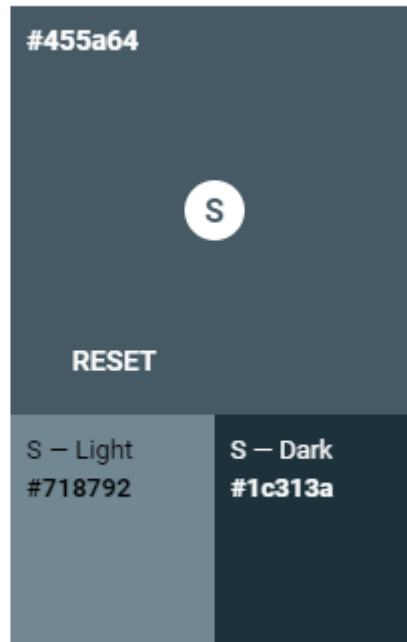 #455a64
S
RESET
S — Light
#718792
S — Dark
#1c313a